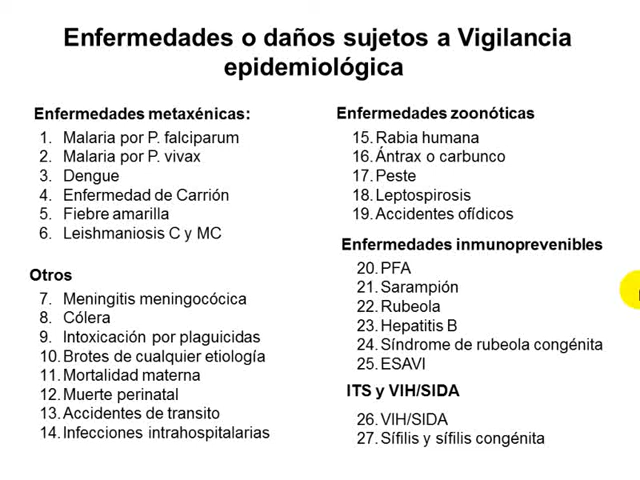 Enfermedades o daños sujetos a Vigilancia
epidemiológica
Enfermedades metaxénicas:
1. Malaria por P. falciparum
2. Malaria por P. vivax
3. Dengue
4. Enfermedad de Carrión
5. Fiebre amarilla
6. Leishmaniosis C y MC
Otros
7. Meningitis meningocócica
8. Cólera
9. Intoxicación por plaguicidas
10. Brotes de cualquier etiología
11. Mortalidad materna
12. Muerte perinatal
13. Accidentes de transito
14. Infecciones intrahospitalarias
Enfermedades zoonóticas
15. Rabia humana
16. Ántrax o carbunco
17. Peste
18. Leptospirosis
19. Accidentes ofídicos
Enfermedades inmunoprevenibles
20. PFA
21. Sarampión
22. Rubeola
23. Hepatitis B
24. Síndrome de rubeola congénita
25. ESAVI
ITS y VIH/SIDA
26. VIH/SIDA
27. Sífilis y sífilis congénita